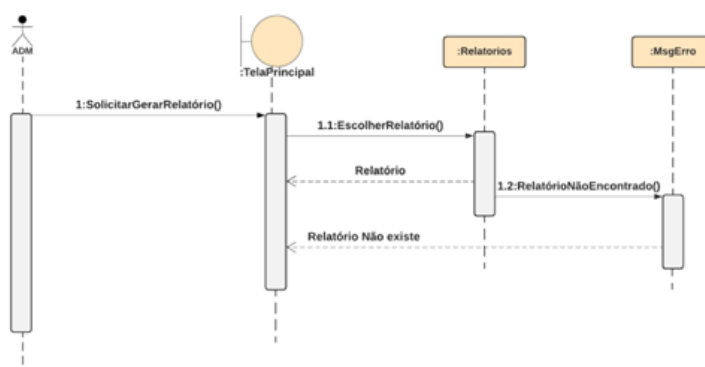 ADM
:TelaPrincipal
:Relatorios
:MsgErro
1:SolicitarGerarRelatório()
1.1:EscolherRelatório()
Relatório
1.2:RelatórioNãoEncontrado()
Relatório Não existe